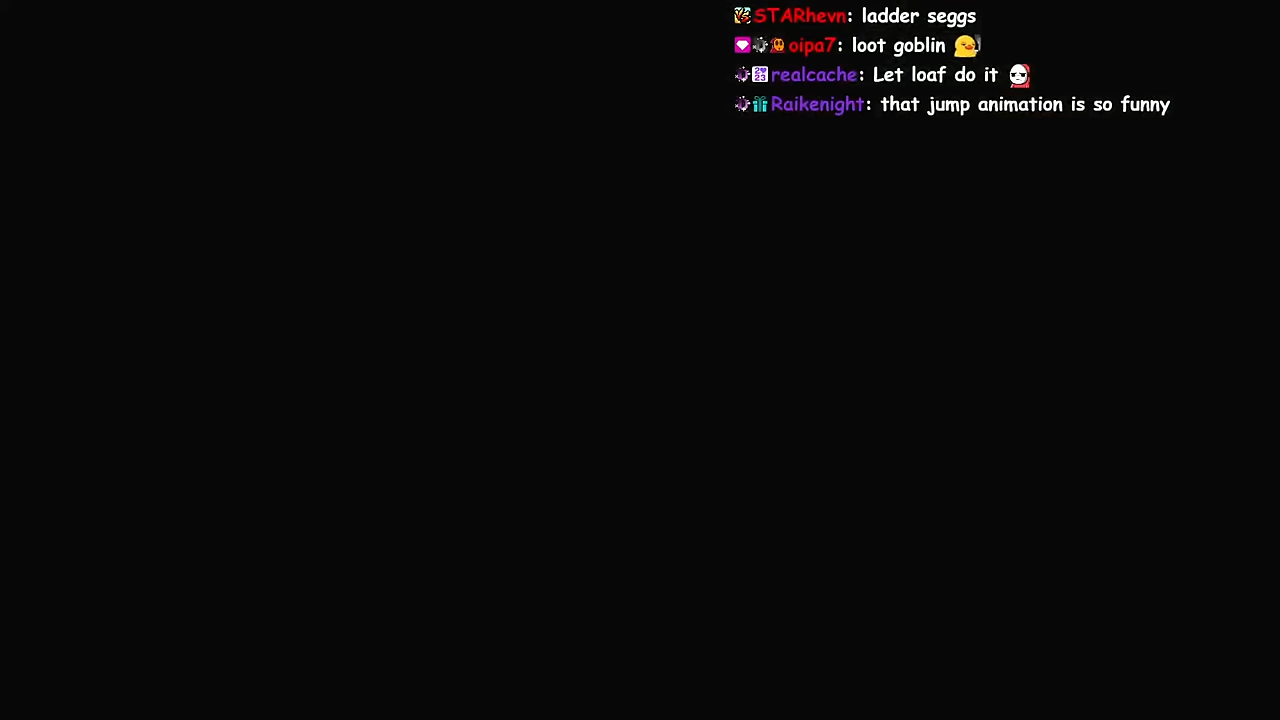 STARhevn: ladder seggs
oipa7: loot goblin
realcache: Let loaf do it
Raikenight: that jump animation is so funny